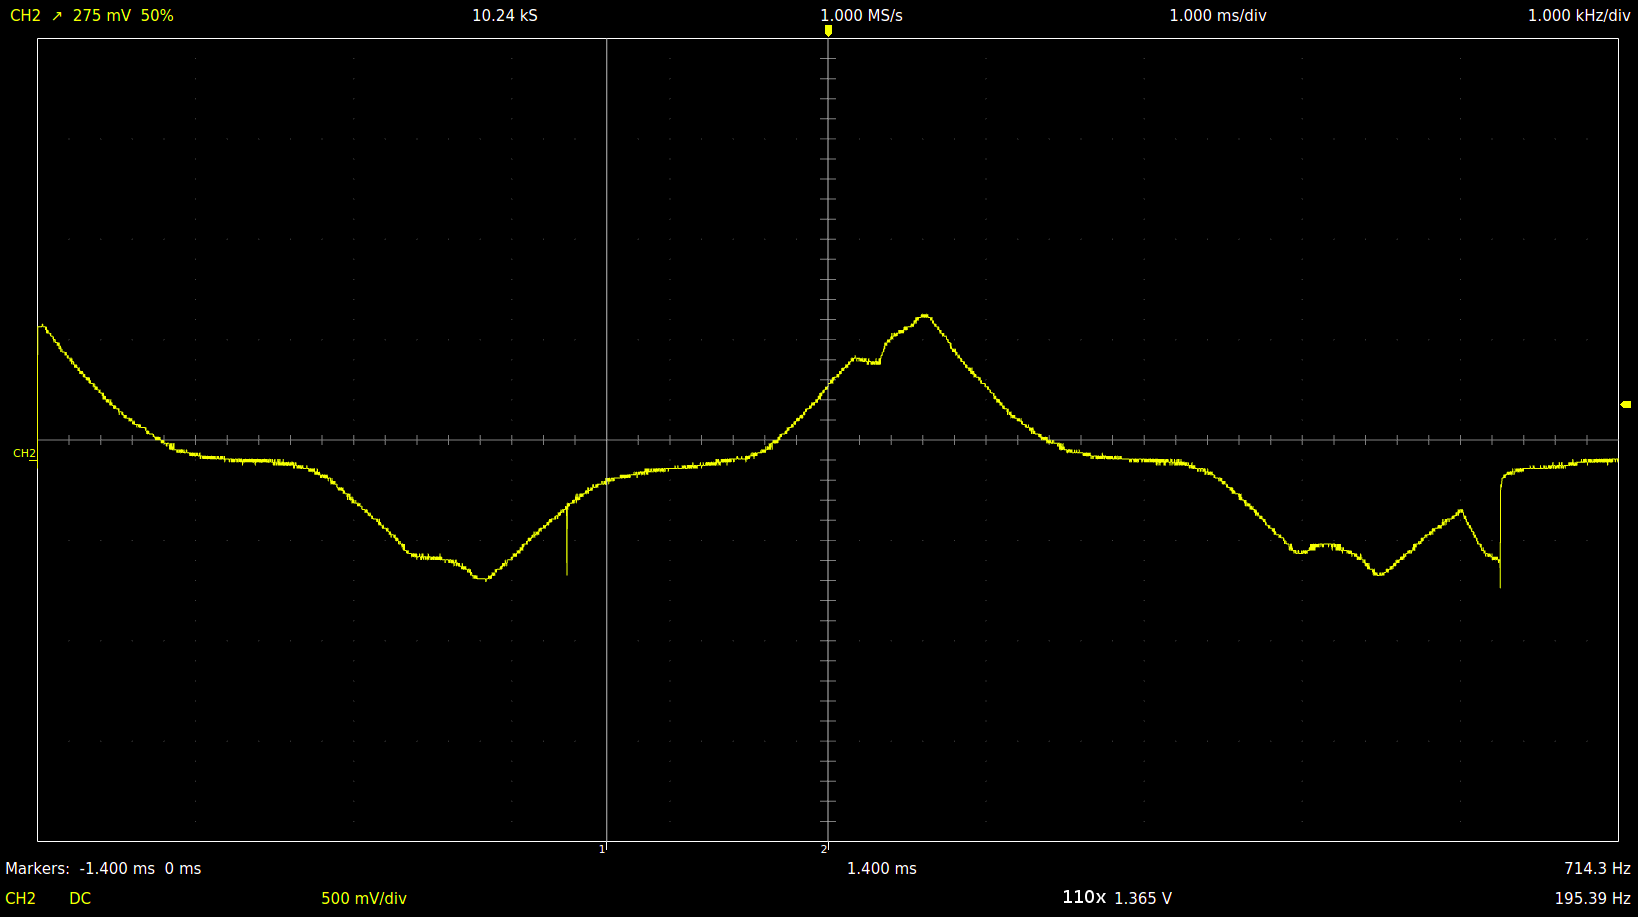 CH2 ↗ 275 mV 50% 10.24 kS 1.000 MS/s 1.000 ms/div 1.000 kHz/div
CH2
1 2
Markers: -1.400 ms 0 ms 1.400 ms 714.3 Hz
CH2 DC 500 mV/div 110x 1.365 V 195.39 Hz